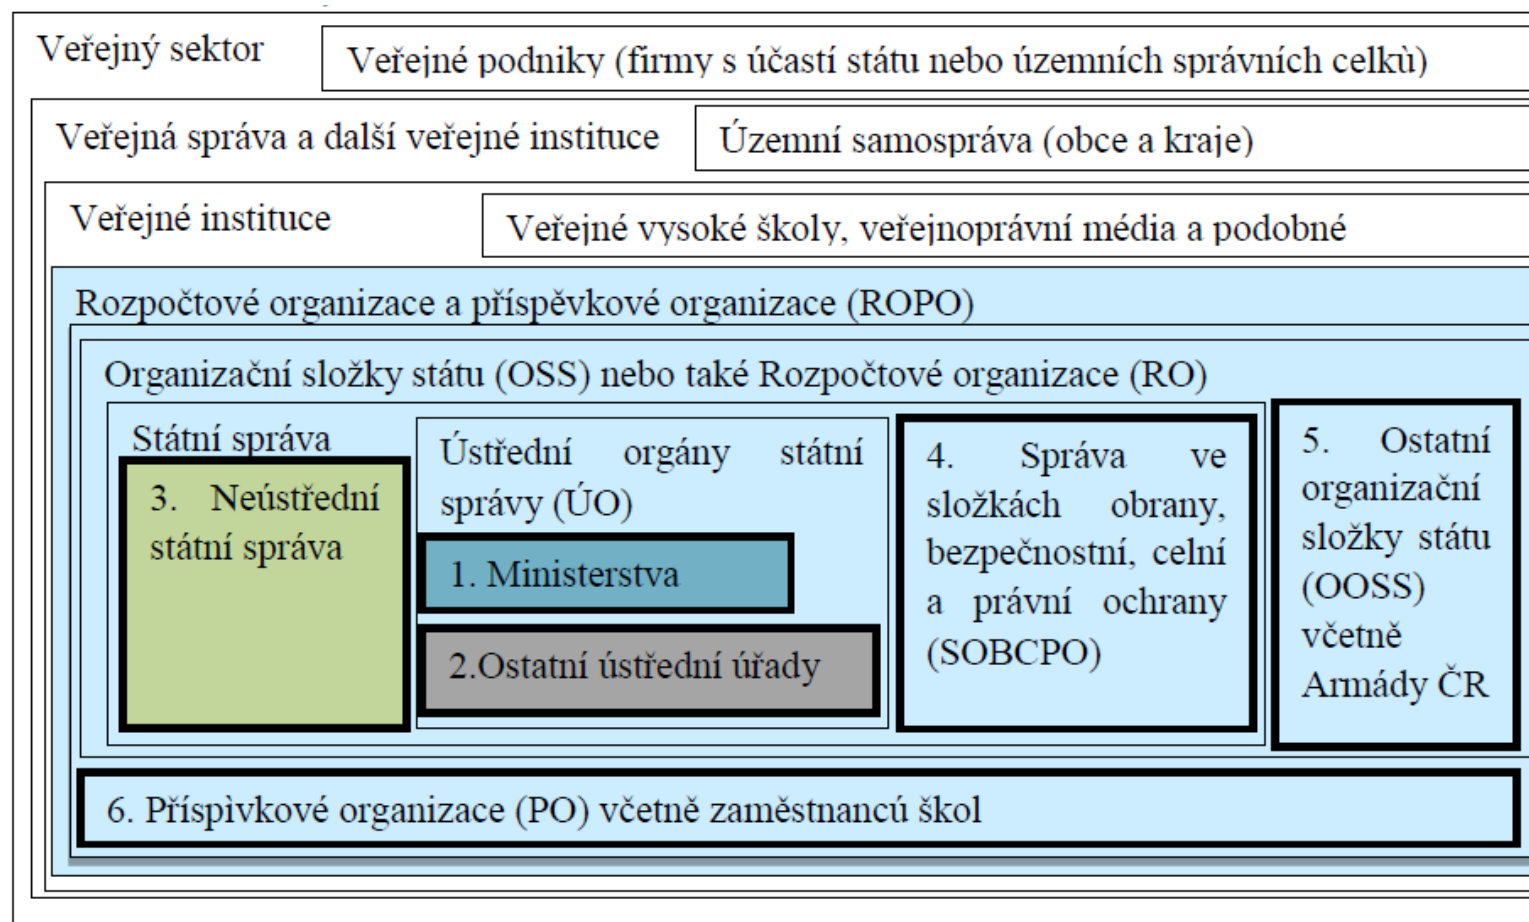 Veřejný sektor
Veřejné podniky (firmy s účastí státu nebo územních správních celkù)
Veřejná správa a další veřejné instituce
Územní samospráva (obce a kraje)
Veřejné instituce
Veřejné vysoké školy, veřejnoprávní média a podobné
Rozpočtové organizace a příspěvkové organizace (ROPO)
Organizační složky státu (OSS) nebo také Rozpočtové organizace (RO)
Státní správa
3. Neústřední
státní správa
Ústřední orgány státní
správy (ÚO)
1. Ministerstva
2.Ostatní ústřední úřady
4. Správa ve
složkách obrany,
bezpečnostní, celní
a právní ochrany
(SOBCPO)
5. Ostatní
organizační
složky státu
(OOSS)
včetně
Armády ČR
6. Příspìvkové organizace (PO) včetně zaměstnancú škol